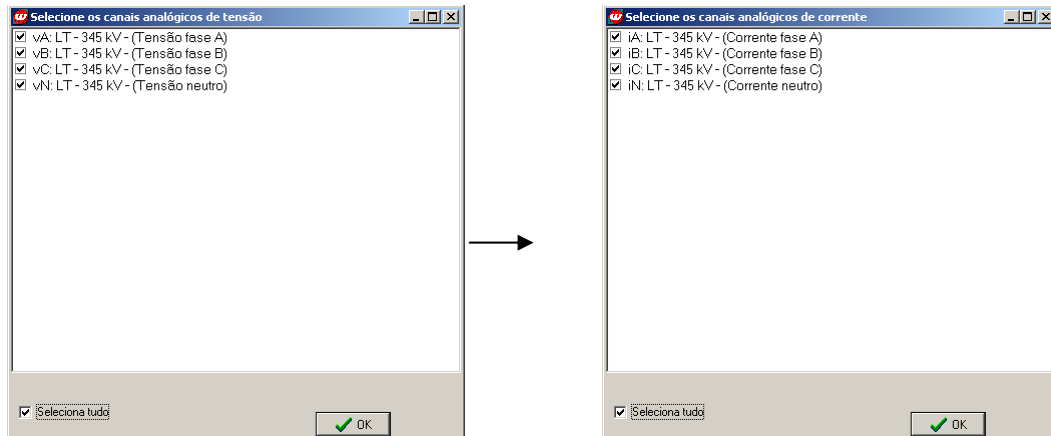 Selecione os canais analógicos de tensão
vA: LT - 345 kV - (Tensão fase A)
vB: LT - 345 kV - (Tensão fase B)
vC: LT - 345 kV - (Tensão fase C)
vN: LT - 345 kV - (Tensão neutro)
Seleciona tudo
OK
Selecione os canais analógicos de corrente
iA: LT - 345 kV - (Corrente fase A)
iB: LT - 345 kV - (Corrente fase B)
iC: LT - 345 kV - (Corrente fase C)
iN: LT - 345 kV - (Corrente neutro)
Seleciona tudo
OK